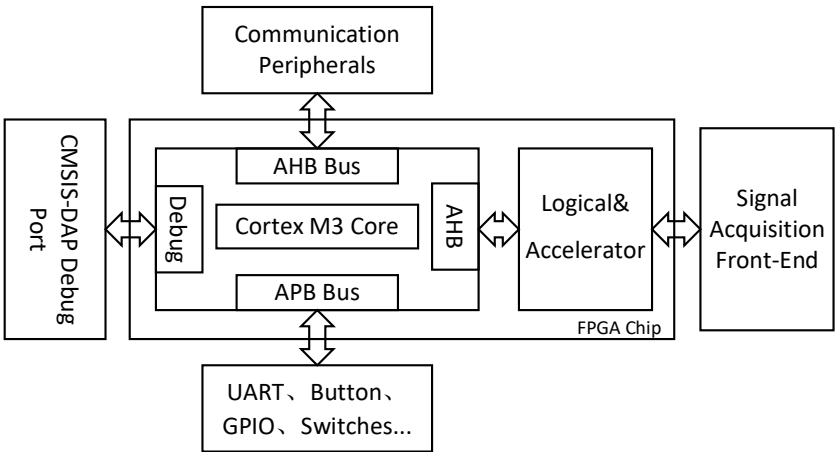 Communication
Peripherals
CMSIS-DAP Debug
Port
AHB Bus
Debug
Cortex M3 Core
AHB
APB Bus
Logical&
Accelerator
Signal
Acquisition
Front-End
FPGA Chip
UART、Button、
GPIO、Switches...